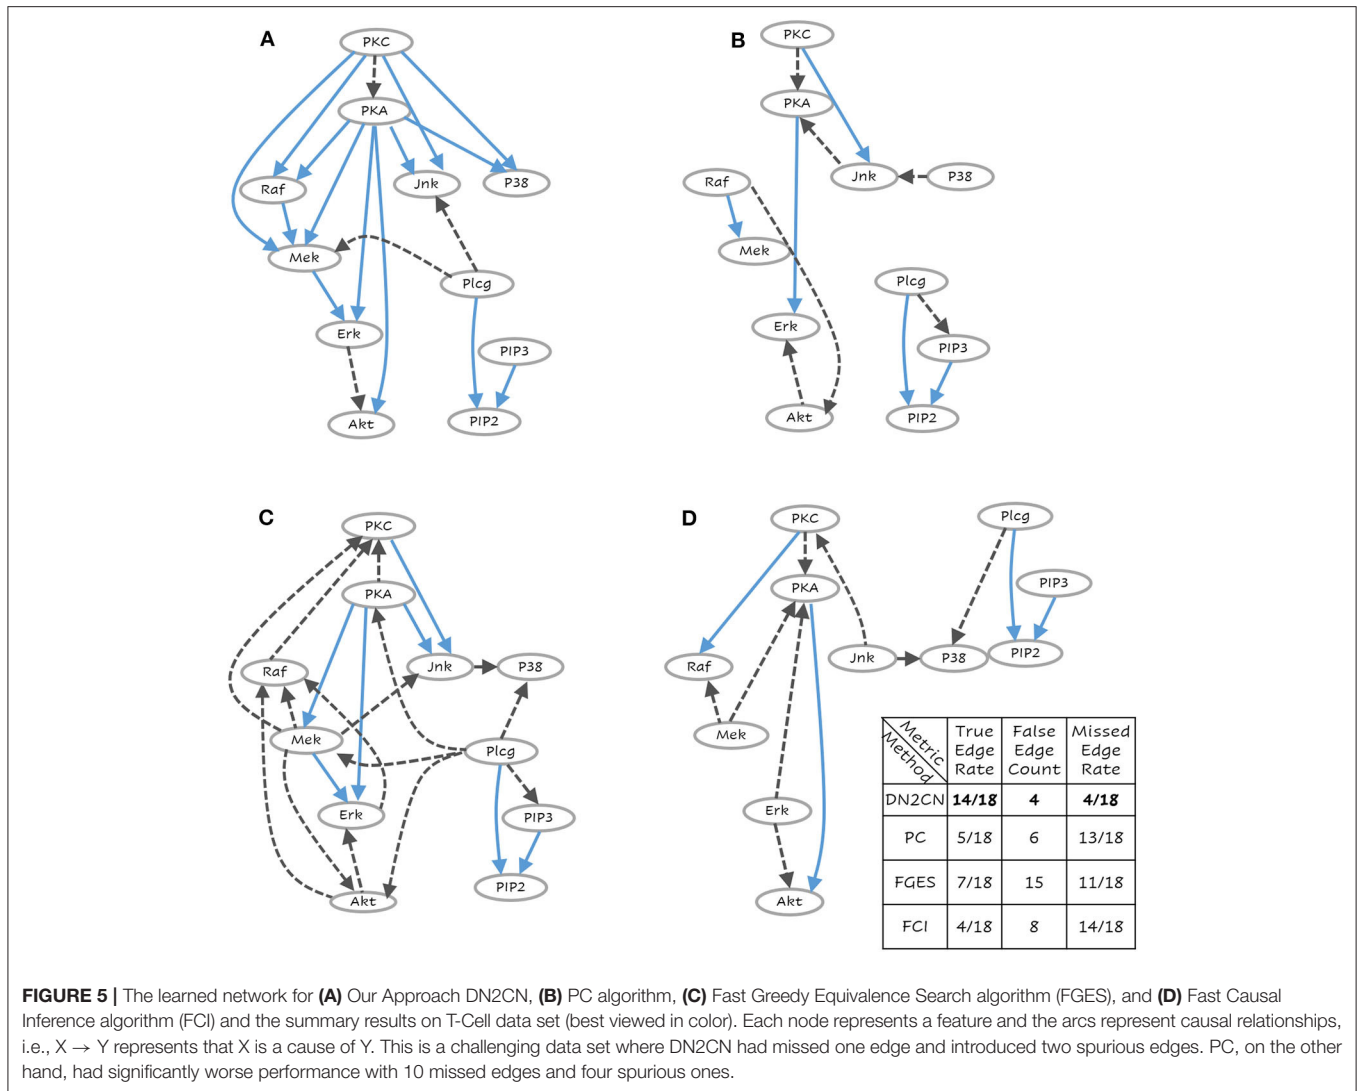 A
PKC
PKA
Raf
Jnk
P38
Mek
Plcg
Erk
PIP3
Akt
PIP2
B
PKC
PKA
Jnk
P38
Raf
Mek
Plcg
Erk
PIP3
Akt
PIP2
C
PKC
PKA
Raf
Jnk
P38
Mek
Plcg
Erk
PIP3
PIP2
Akt
D
PKC
Plcg
PKA
PIP3
Raf
Jnk
P38
PIP2
Mek
Erk
Akt
Metric Method True Edge Rate False Edge Count Missed Edge Rate
DN2CN 14/18 4 4/18
PC 5/18 6 13/18
FGES 7/18 15 11/18
FCI 4/18 8 14/18
FIGURE 5 | The learned network for (A) Our Approach DN2CN, (B) PC algorithm, (C) Fast Greedy Equivalence Search algorithm (FGES), and (D) Fast Causal
Inference algorithm (FCI) and the summary results on T-Cell data set (best viewed in color). Each node represents a feature and the arcs represent causal relationships,
i.e., X → Y represents that X is a cause of Y. This is a challenging data set where DN2CN had missed one edge and introduced two spurious edges. PC, on the other
hand, had significantly worse performance with 10 missed edges and four spurious ones.